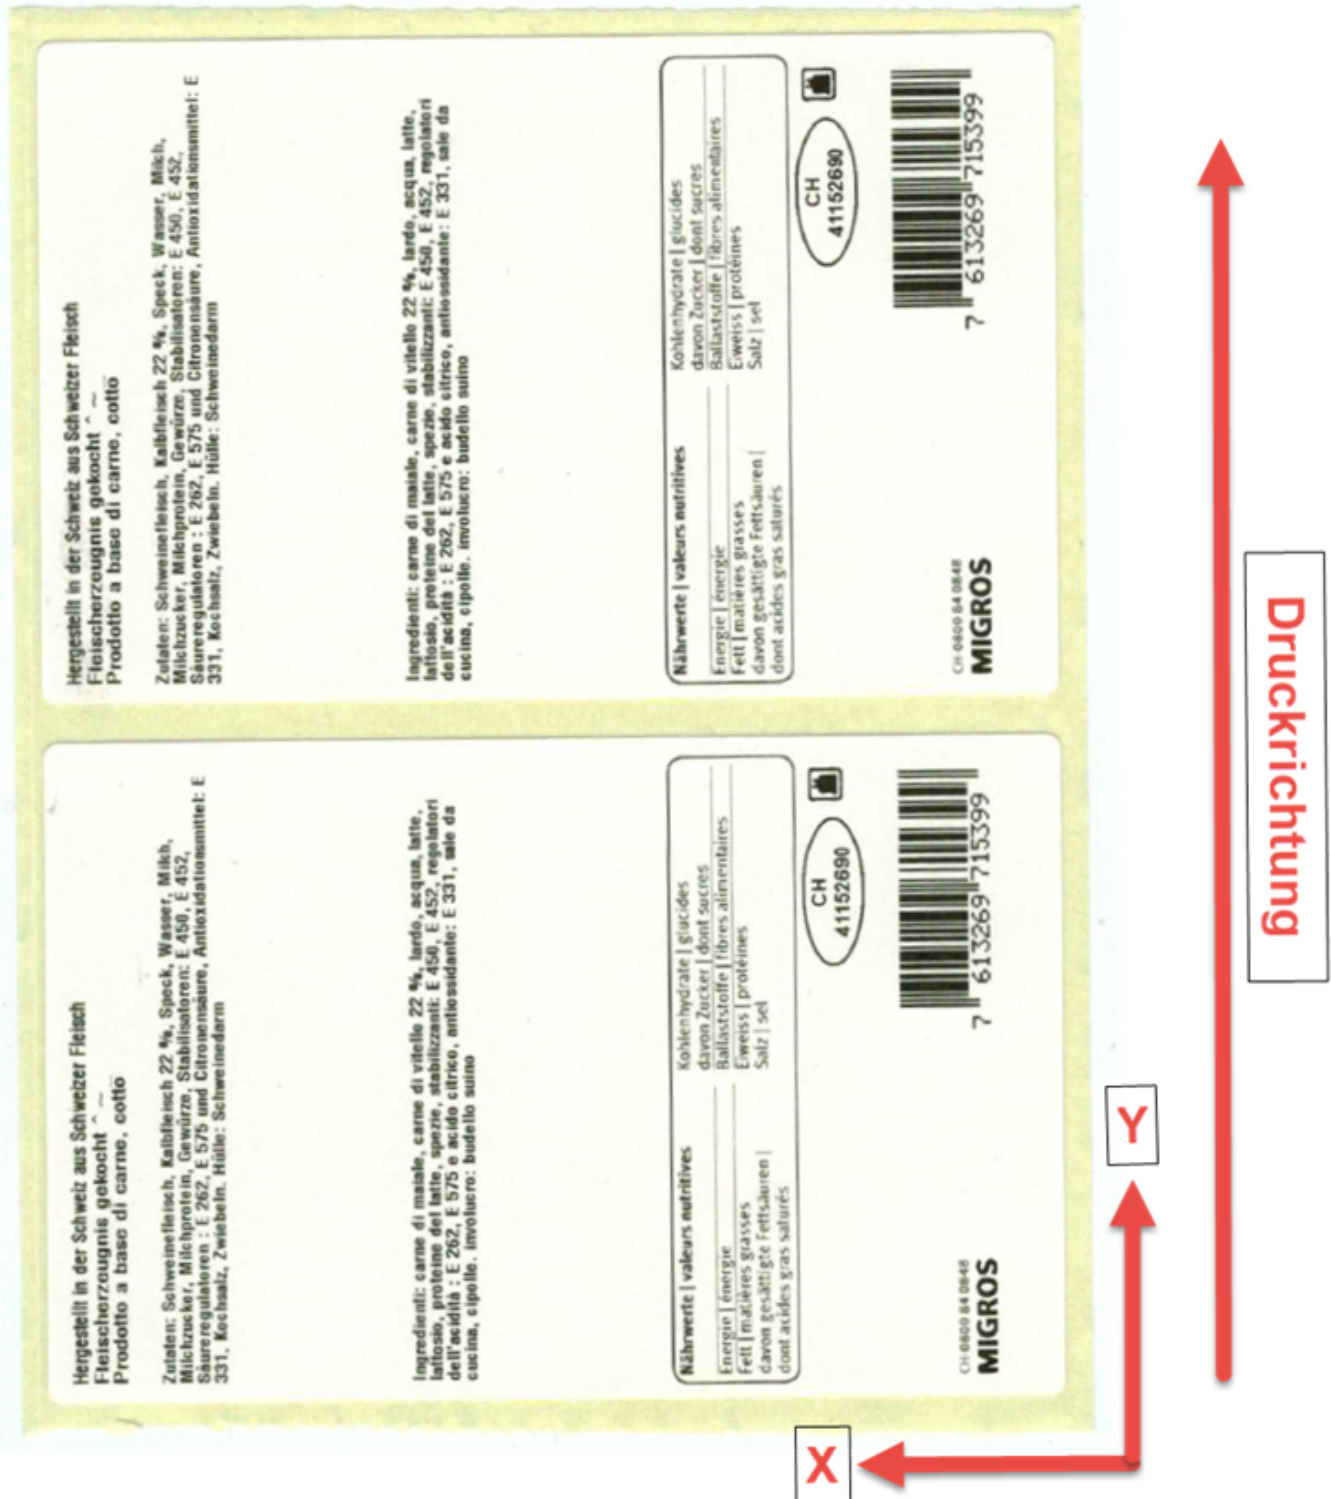 Hergestellt in der Schweiz aus Schweizer Fleisch
Fleischerzeugnis gekocht ^ ~
Prodotto a base di carne, cotto
Zutaten: Schweinefleisch, Kalbfleisch 22 %, Speck, Wasser, Milch,
Milchzucker, Milchprotein, Gewürze, Stabilisatoren: E 450, E 452,
Säureregulatoren : E 262, E 575 und Citronensäure, Antioxidationsmittel: E
331, Kochsalz, Zwiebeln. Hülle: Schweinedarm
Ingredienti: carne di maiale, carne di vitello 22 %, lardo, acqua, latte,
lattosio, proteine del latte, spezie, stabilizzanti: E 450, E 452, regolatori
dell'acidità : E 262, E 575 e acido citrico, antiossidante: E 331, sale da
cucina, cipolle. involucro: budello suino
Nährwerte | valeurs nutritives
Energie | énergie
Fett | matières grasses
davon gesättigte Fettsäuren |
dont acides gras saturés
Kohlenhydrate | glucides
davon Zucker | dont sucres
Ballaststoffe | fibres alimentaires
Eiweiss | protéines
Salz | sel
CH
41152690
CH-0800 84 0848
MIGROS
7 613269 715399
Hergestellt in der Schweiz aus Schweizer Fleisch
Fleischerzeugnis gekocht ^ ~
Prodotto a base di carne, cotto
Zutaten: Schweinefleisch, Kalbfleisch 22 %, Speck, Wasser, Milch,
Milchzucker, Milchprotein, Gewürze, Stabilisatoren: E 450, E 452,
Säureregulatoren : E 262, E 575 und Citronensäure, Antioxidationsmittel: E
331, Kochsalz, Zwiebeln. Hülle: Schweinedarm
Ingredienti: carne di maiale, carne di vitello 22 %, lardo, acqua, latte,
lattosio, proteine del latte, spezie, stabilizzanti: E 450, E 452, regolatori
dell'acidità : E 262, E 575 e acido citrico, antiossidante: E 331, sale da
cucina, cipolle. involucro: budello suino
Nährwerte | valeurs nutritives
Energie | énergie
Fett | matières grasses
davon gesättigte Fettsäuren |
dont acides gras saturés
Kohlenhydrate | glucides
davon Zucker | dont sucres
Ballaststoffe | fibres alimentaires
Eiweiss | protéines
Salz | sel
CH
41152690
CH-0800 84 0848
MIGROS
7 613269 715399
Druckrichtung
Y
X